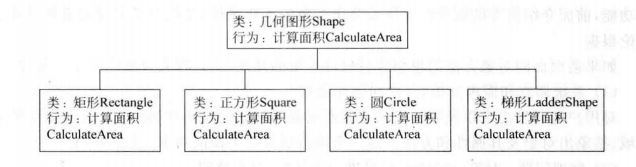 功能,前面
类：几何图形Shape
行为：计算面积CalculateArea
类：矩形Rectangle
行为：计算面积
CalculateArea
类：正方形Square
行为：计算面积
CalculateArea
类：圆Circle
行为：计算面积
CalculateArea
类：梯形LadderShape
行为：计算面积
CalculateArea